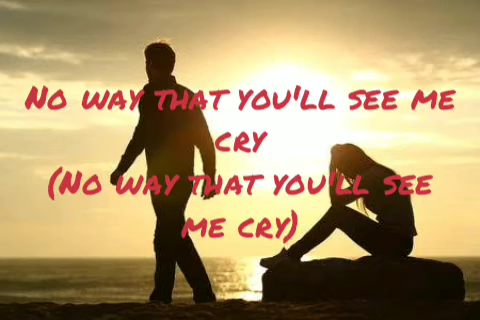 No way that you'll see me
cry
(No way that you'll see
me cry)